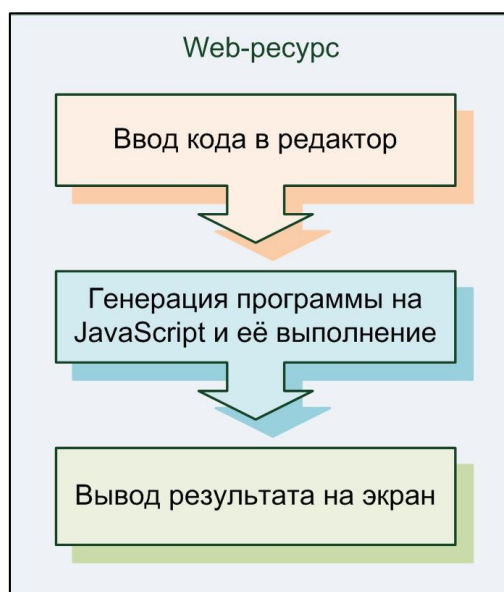 Web-ресурс
Ввод кода в редактор
Генерация программы на
JavaScript и её выполнение
Вывод результата на экран